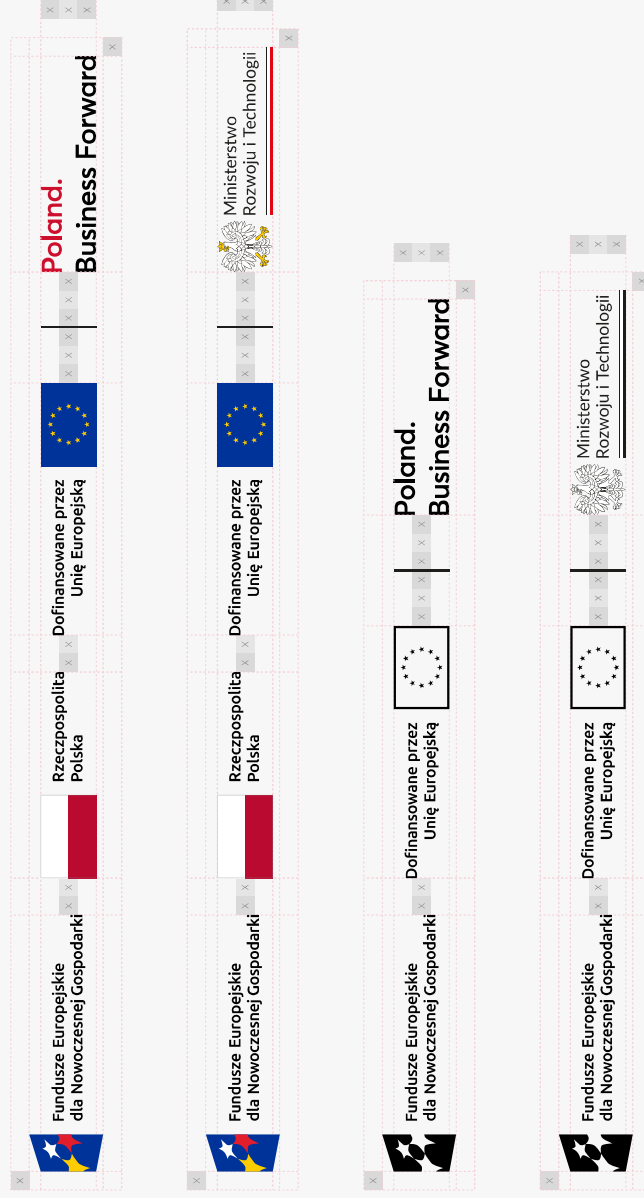 Fundusze Europejskie
dla Nowoczesnej Gospodarki
Rzeczpospolita
Polska
Dofinansowane przez
Unię Europejską
Poland.
Business Forward
Fundusze Europejskie
dla Nowoczesnej Gospodarki
Rzeczpospolita
Polska
Dofinansowane przez
Unię Europejską
Ministerstwo
Rozwoju i Technologii
Fundusze Europejskie
dla Nowoczesnej Gospodarki
Dofinansowane przez
Unię Europejską
Poland.
Business Forward
Fundusze Europejskie
dla Nowoczesnej Gospodarki
Dofinansowane przez
Unię Europejską
Ministerstwo
Rozwoju i Technologii